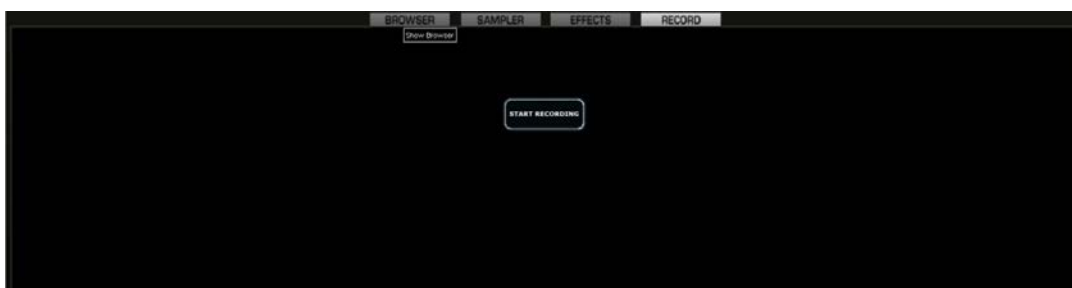 BROWSER SAMPLER EFFECTS RECORD
Show Browser
START RECORDING